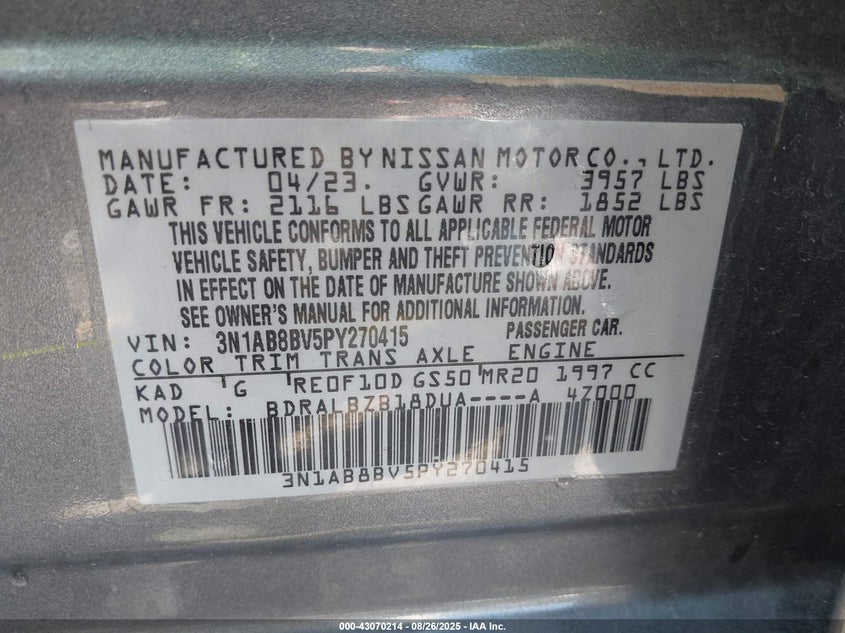 MANUFACTURED BY NISSAN MOTOR CO., LTD.
DATE: 04/23. GVWR: 3957 LBS
GAWR FR: 2116 LBS GAWR RR: 1852 LBS
THIS VEHICLE CONFORMS TO ALL APPLICABLE FEDERAL MOTOR
VEHICLE SAFETY, BUMPER AND THEFT PREVENTION STANDARDS
IN EFFECT ON THE DATE OF MANUFACTURE SHOWN ABOVE.
SEE OWNER'S MANUAL FOR ADDITIONAL INFORMATION.
VIN: 3N1AB8BV5PY270415 PASSENGER CAR.
COLOR TRIM TRANS AXLE ENGINE
KAD G RE0F10D GS50 MR20 1997 CC
MODEL: BDRALBZB18DUA----A 47000
3N1AB8BV5PY270415
000-43070214 - 08/26/2025 - IAA Inc.